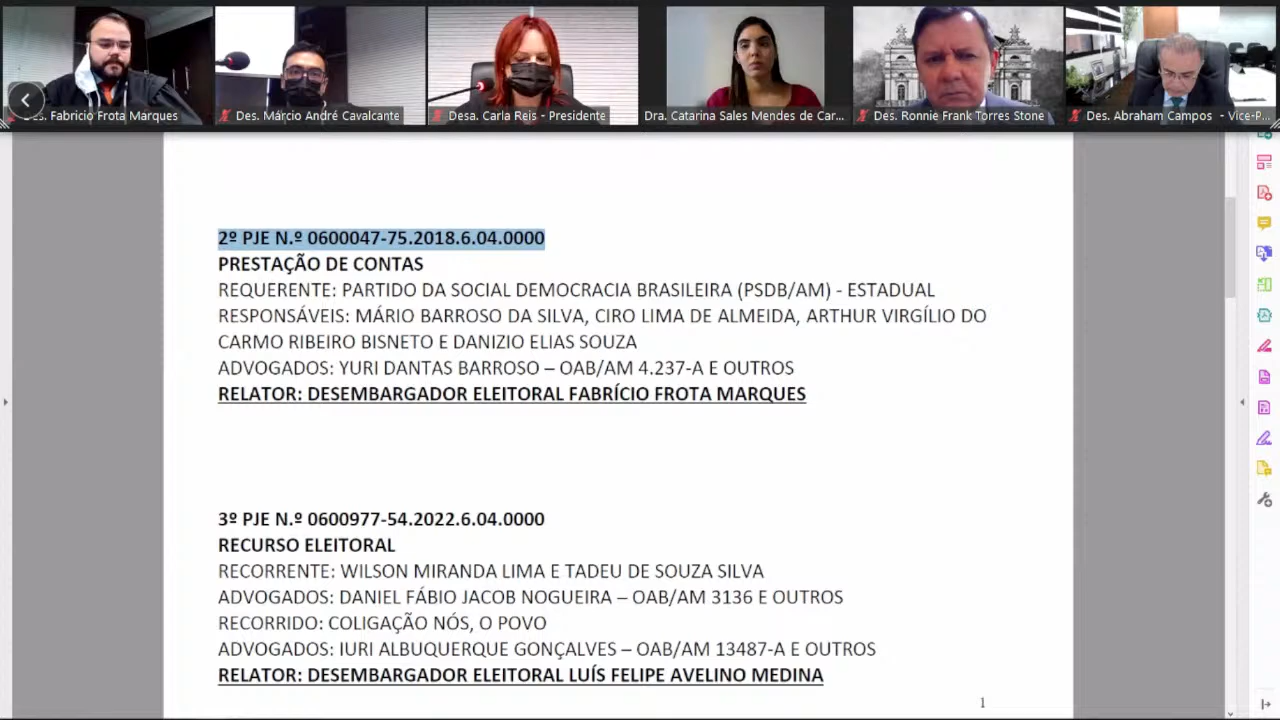 Des. Fabricio Frota Marques
Des. Márcio André Cavalcante
Desa. Carla Reis - Presidente
Dra. Catarina Sales Mendes de Car...
Des. Ronnie Frank Torres Stone
Des. Abraham Campos - Vice-P...
2º PJE N.º 0600047-75.2018.6.04.0000
PRESTAÇÃO DE CONTAS
REQUERENTE: PARTIDO DA SOCIAL DEMOCRACIA BRASILEIRA (PSDB/AM) - ESTADUAL
RESPONSÁVEIS: MÁRIO BARROSO DA SILVA, CIRO LIMA DE ALMEIDA, ARTHUR VIRGÍLIO DO
CARMO RIBEIRO BISNETO E DANIZIO ELIAS SOUZA
ADVOGADOS: YURI DANTAS BARROSO – OAB/AM 4.237-A E OUTROS
RELATOR: DESEMBARGADOR ELEITORAL FABRÍCIO FROTA MARQUES
3º PJE N.º 0600977-54.2022.6.04.0000
RECURSO ELEITORAL
RECORRENTE: WILSON MIRANDA LIMA E TADEU DE SOUZA SILVA
ADVOGADOS: DANIEL FÁBIO JACOB NOGUEIRA – OAB/AM 3136 E OUTROS
RECORRIDO: COLIGAÇÃO NÓS, O POVO
ADVOGADOS: IURI ALBUQUERQUE GONÇALVES – OAB/AM 13487-A E OUTROS
RELATOR: DESEMBARGADOR ELEITORAL LUÍS FELIPE AVELINO MEDINA
1